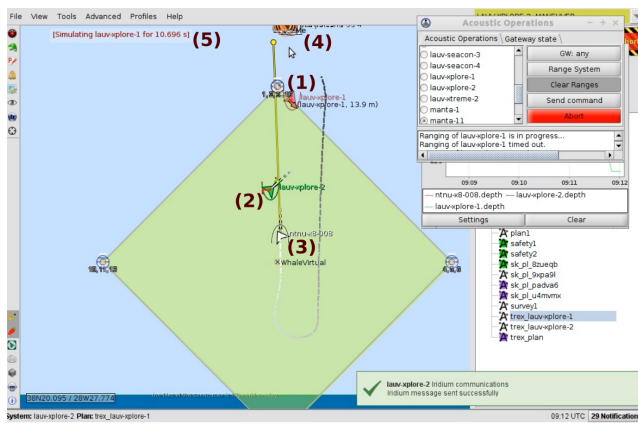 File View Tools Advanced Profiles Help
[Simulating lauv-xplore-1 for 10.696 s]
(5)
(4)
(1)
lauv-xplore-1
(lauv-xplore-1, 13.9 m)
lauv-xplore-2
(2)
ntnu-x8-008
(3)
WhaleVirtual
38N20.095 / 28W27.774
System: lauv-xplore-2 Plan: trex_lauv-xplore-1
Acoustic Operations
Acoustic Operations Gateway state
lauv-seacon-3
lauv-seacon-4
lauv-xplore-1
lauv-xplore-2
lauv-xtreme-2
manta-1
manta-11
GW: any
Range System
Clear Ranges
Send command
Abort
Ranging of lauv-xplore-1 is in progress...
Ranging of lauv-xplore-1 timed out.
09:09 09:10 09:11 09:12
ntnu-x8-008.depth lauv-xplore-2.depth
lauv-xplore-1.depth
Settings Clear
plan1
safety1
safety2
sk_pl_8zueqb
sk_pl_9xpa9l
sk_pl_padva6
sk_pl_u4mvmx
survey1
trex_lauv-xplore-1
trex_lauv-xplore-2
trex_plan
lauv-xplore-2 Iridium communications
Iridium message sent successfully
09:12 UTC 29 Notification